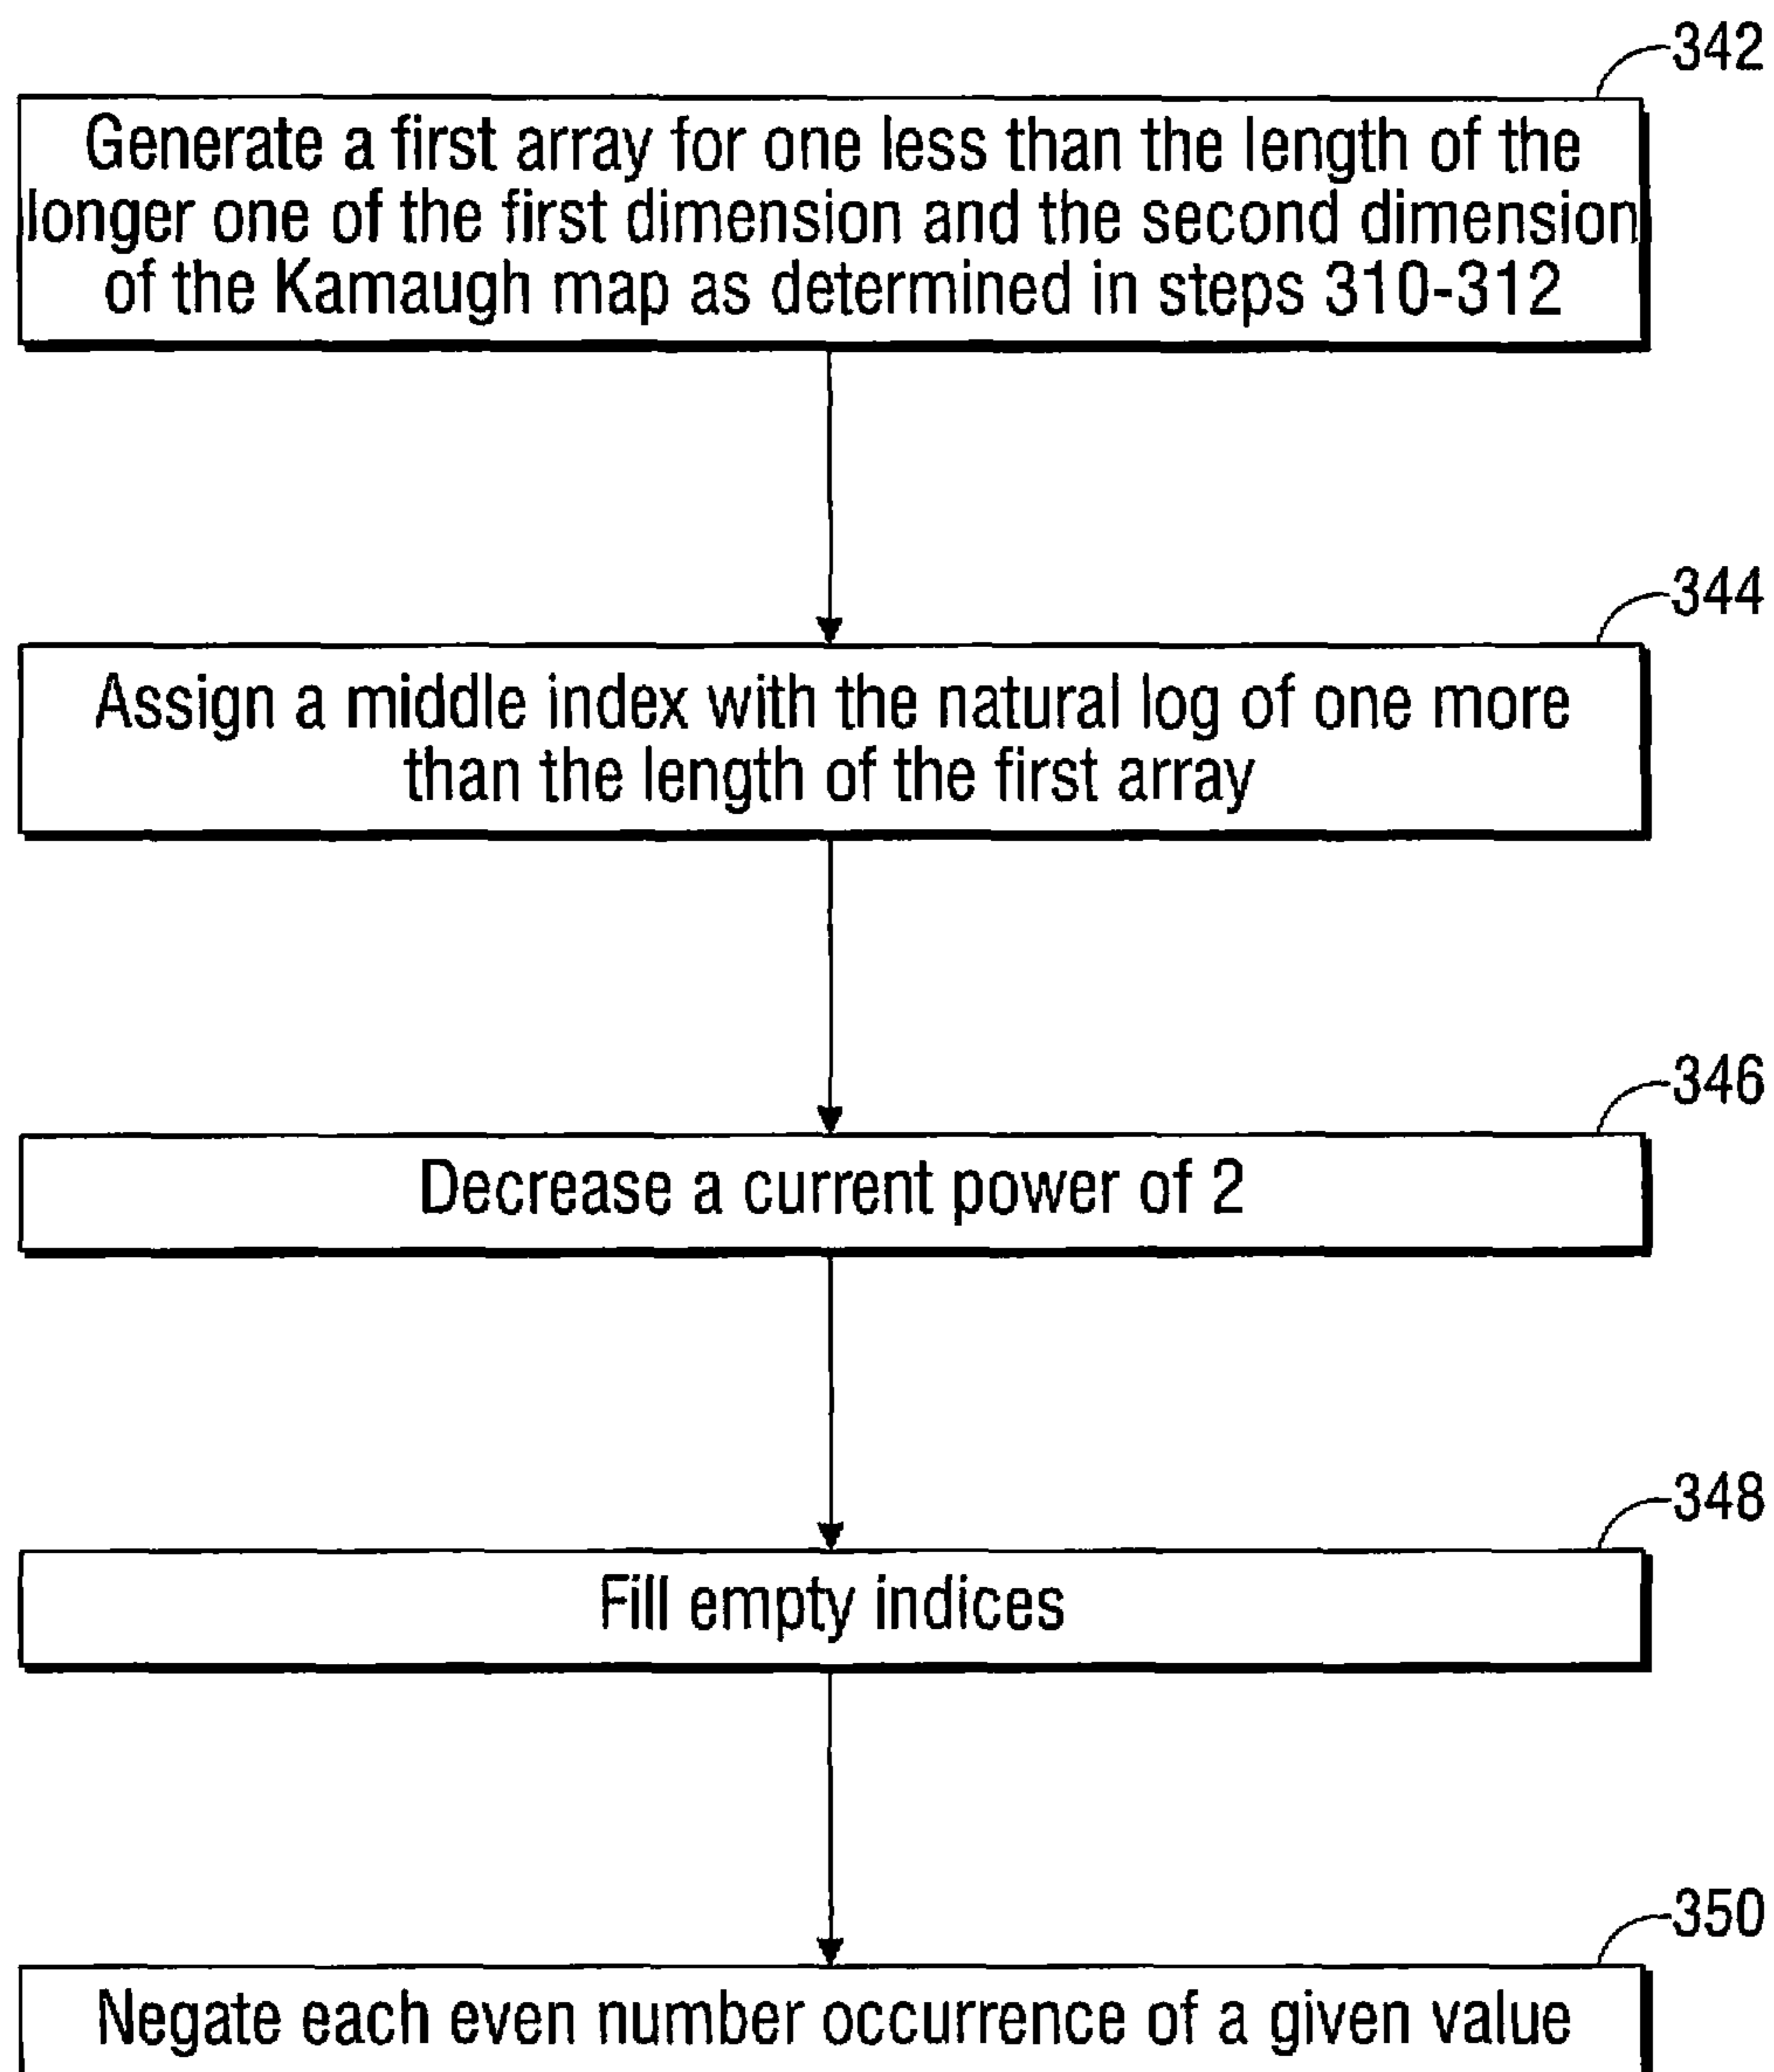 342
Generate a first array for one less than the length of the
longer one of the first dimension and the second dimension
of the Kamaugh map as determined in steps 310-312
344
Assign a middle index with the natural log of one more
than the length of the first array
346
Decrease a current power of 2
348
Fill empty indices
350
Negate each even number occurrence of a given value